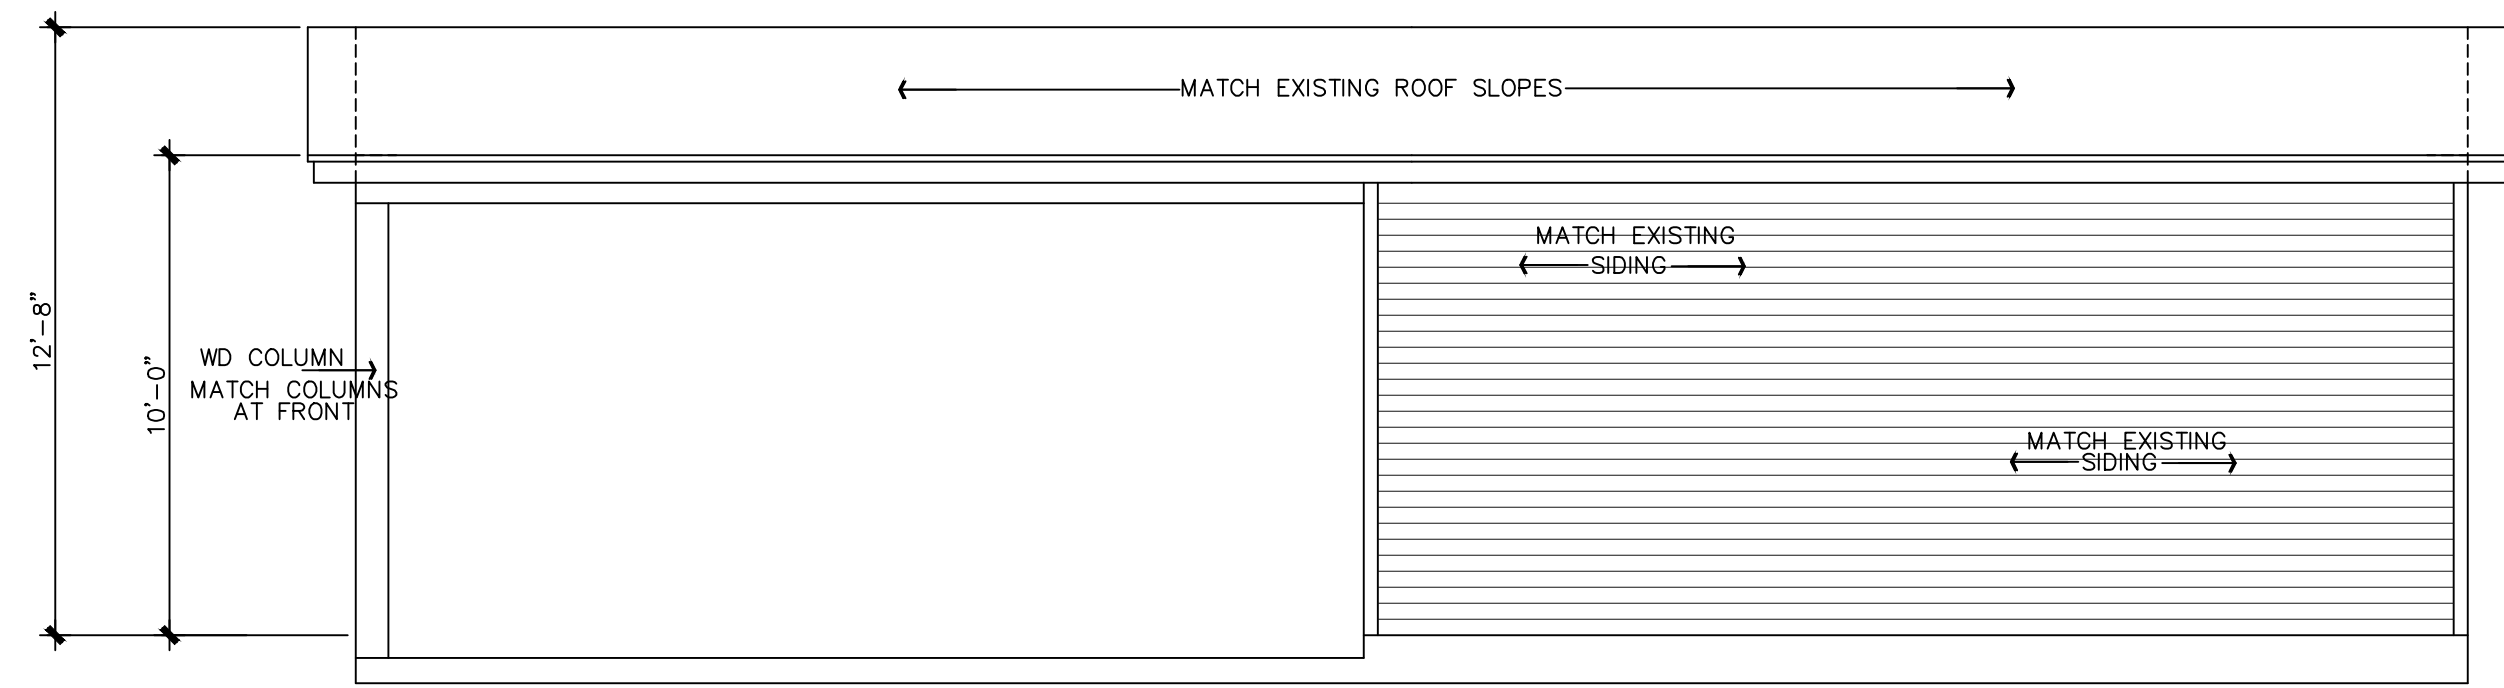 MATCH EXISTING ROOF SLOPES
MATCH EXISTING
SIDING
12'-8"
10'-0"
WD COLUMN
MATCH COLUMNS
AT FRONT
MATCH EXISTING
SIDING